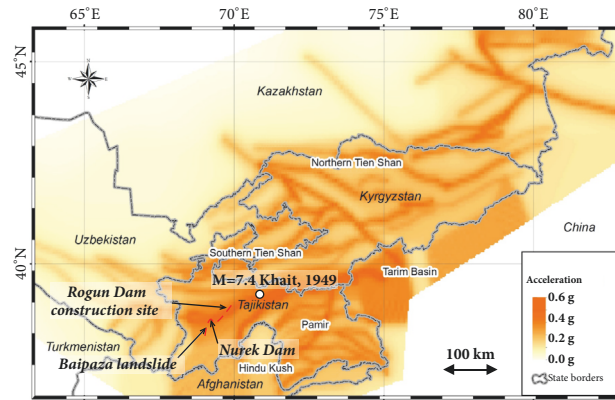 65°E
70°E
75°E
80°E
45°N
Kazakhstan
Northern Tien Shan
Kyrgyzstan
China
Uzbekistan
Southern Tien Shan
40°N
M=7.4 Khait, 1949
Tarim Basin
Rogun Dam
construction site
Tajikistan
Pamir
Turkmenistan
Nurek Dam
Baipaza landslide
Hindu Kush
Afghanistan
100 km
Acceleration
0.6 g
0.4 g
0.2 g
0.0 g
State borders
N